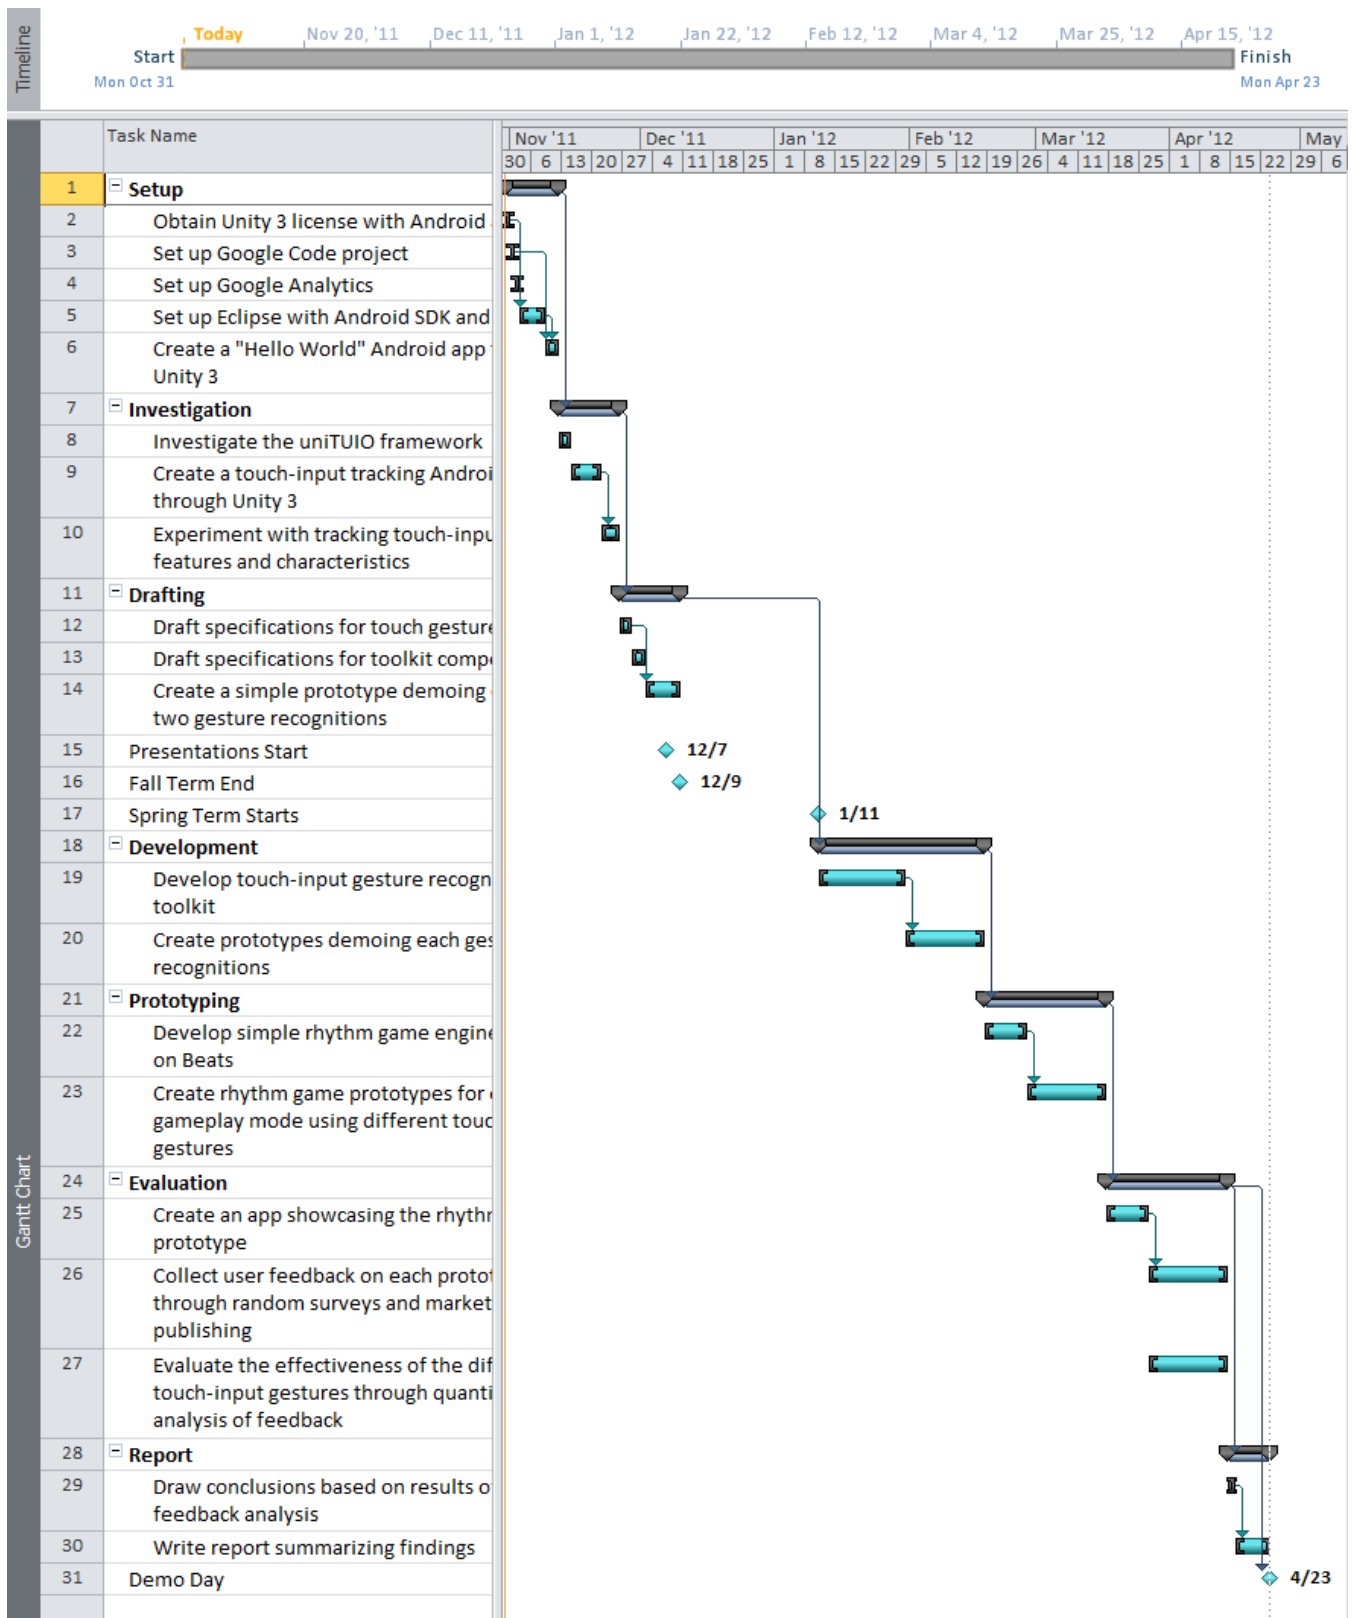 Timeline
Today
Nov 20, '11
Dec 11, '11
Jan 1, '12
Jan 22, '12
Feb 12, '12
Mar 4, '12
Mar 25, '12
Apr 15, '12
Start
Finish
Mon Oct 31
Mon Apr 23
Gantt Chart
Task Name
Nov '11 Dec '11 Jan '12 Feb '12 Mar '12 Apr '12 May
30 6 13 20 27 4 11 18 25 1 8 15 22 29 5 12 19 26 4 11 18 25 1 8 15 22 29 6
1 Setup
2 Obtain Unity 3 license with Android
3 Set up Google Code project
4 Set up Google Analytics
5 Set up Eclipse with Android SDK and
6 Create a "Hello World" Android app
Unity 3
7 Investigation
8 Investigate the uniTUIO framework
9 Create a touch-input tracking Androi
through Unity 3
10 Experiment with tracking touch-inpu
features and characteristics
11 Drafting
12 Draft specifications for touch gesture
13 Draft specifications for toolkit comp
14 Create a simple prototype demoing
two gesture recognitions
15 Presentations Start 12/7
16 Fall Term End 12/9
17 Spring Term Starts 1/11
18 Development
19 Develop touch-input gesture recogn
toolkit
20 Create prototypes demoing each ges
recognitions
21 Prototyping
22 Develop simple rhythm game engine
on Beats
23 Create rhythm game prototypes for
gameplay mode using different touc
gestures
24 Evaluation
25 Create an app showcasing the rhythm
prototype
26 Collect user feedback on each protot
through random surveys and market
publishing
27 Evaluate the effectiveness of the dif
touch-input gestures through quanti
analysis of feedback
28 Report
29 Draw conclusions based on results o
feedback analysis
30 Write report summarizing findings
31 Demo Day 4/23